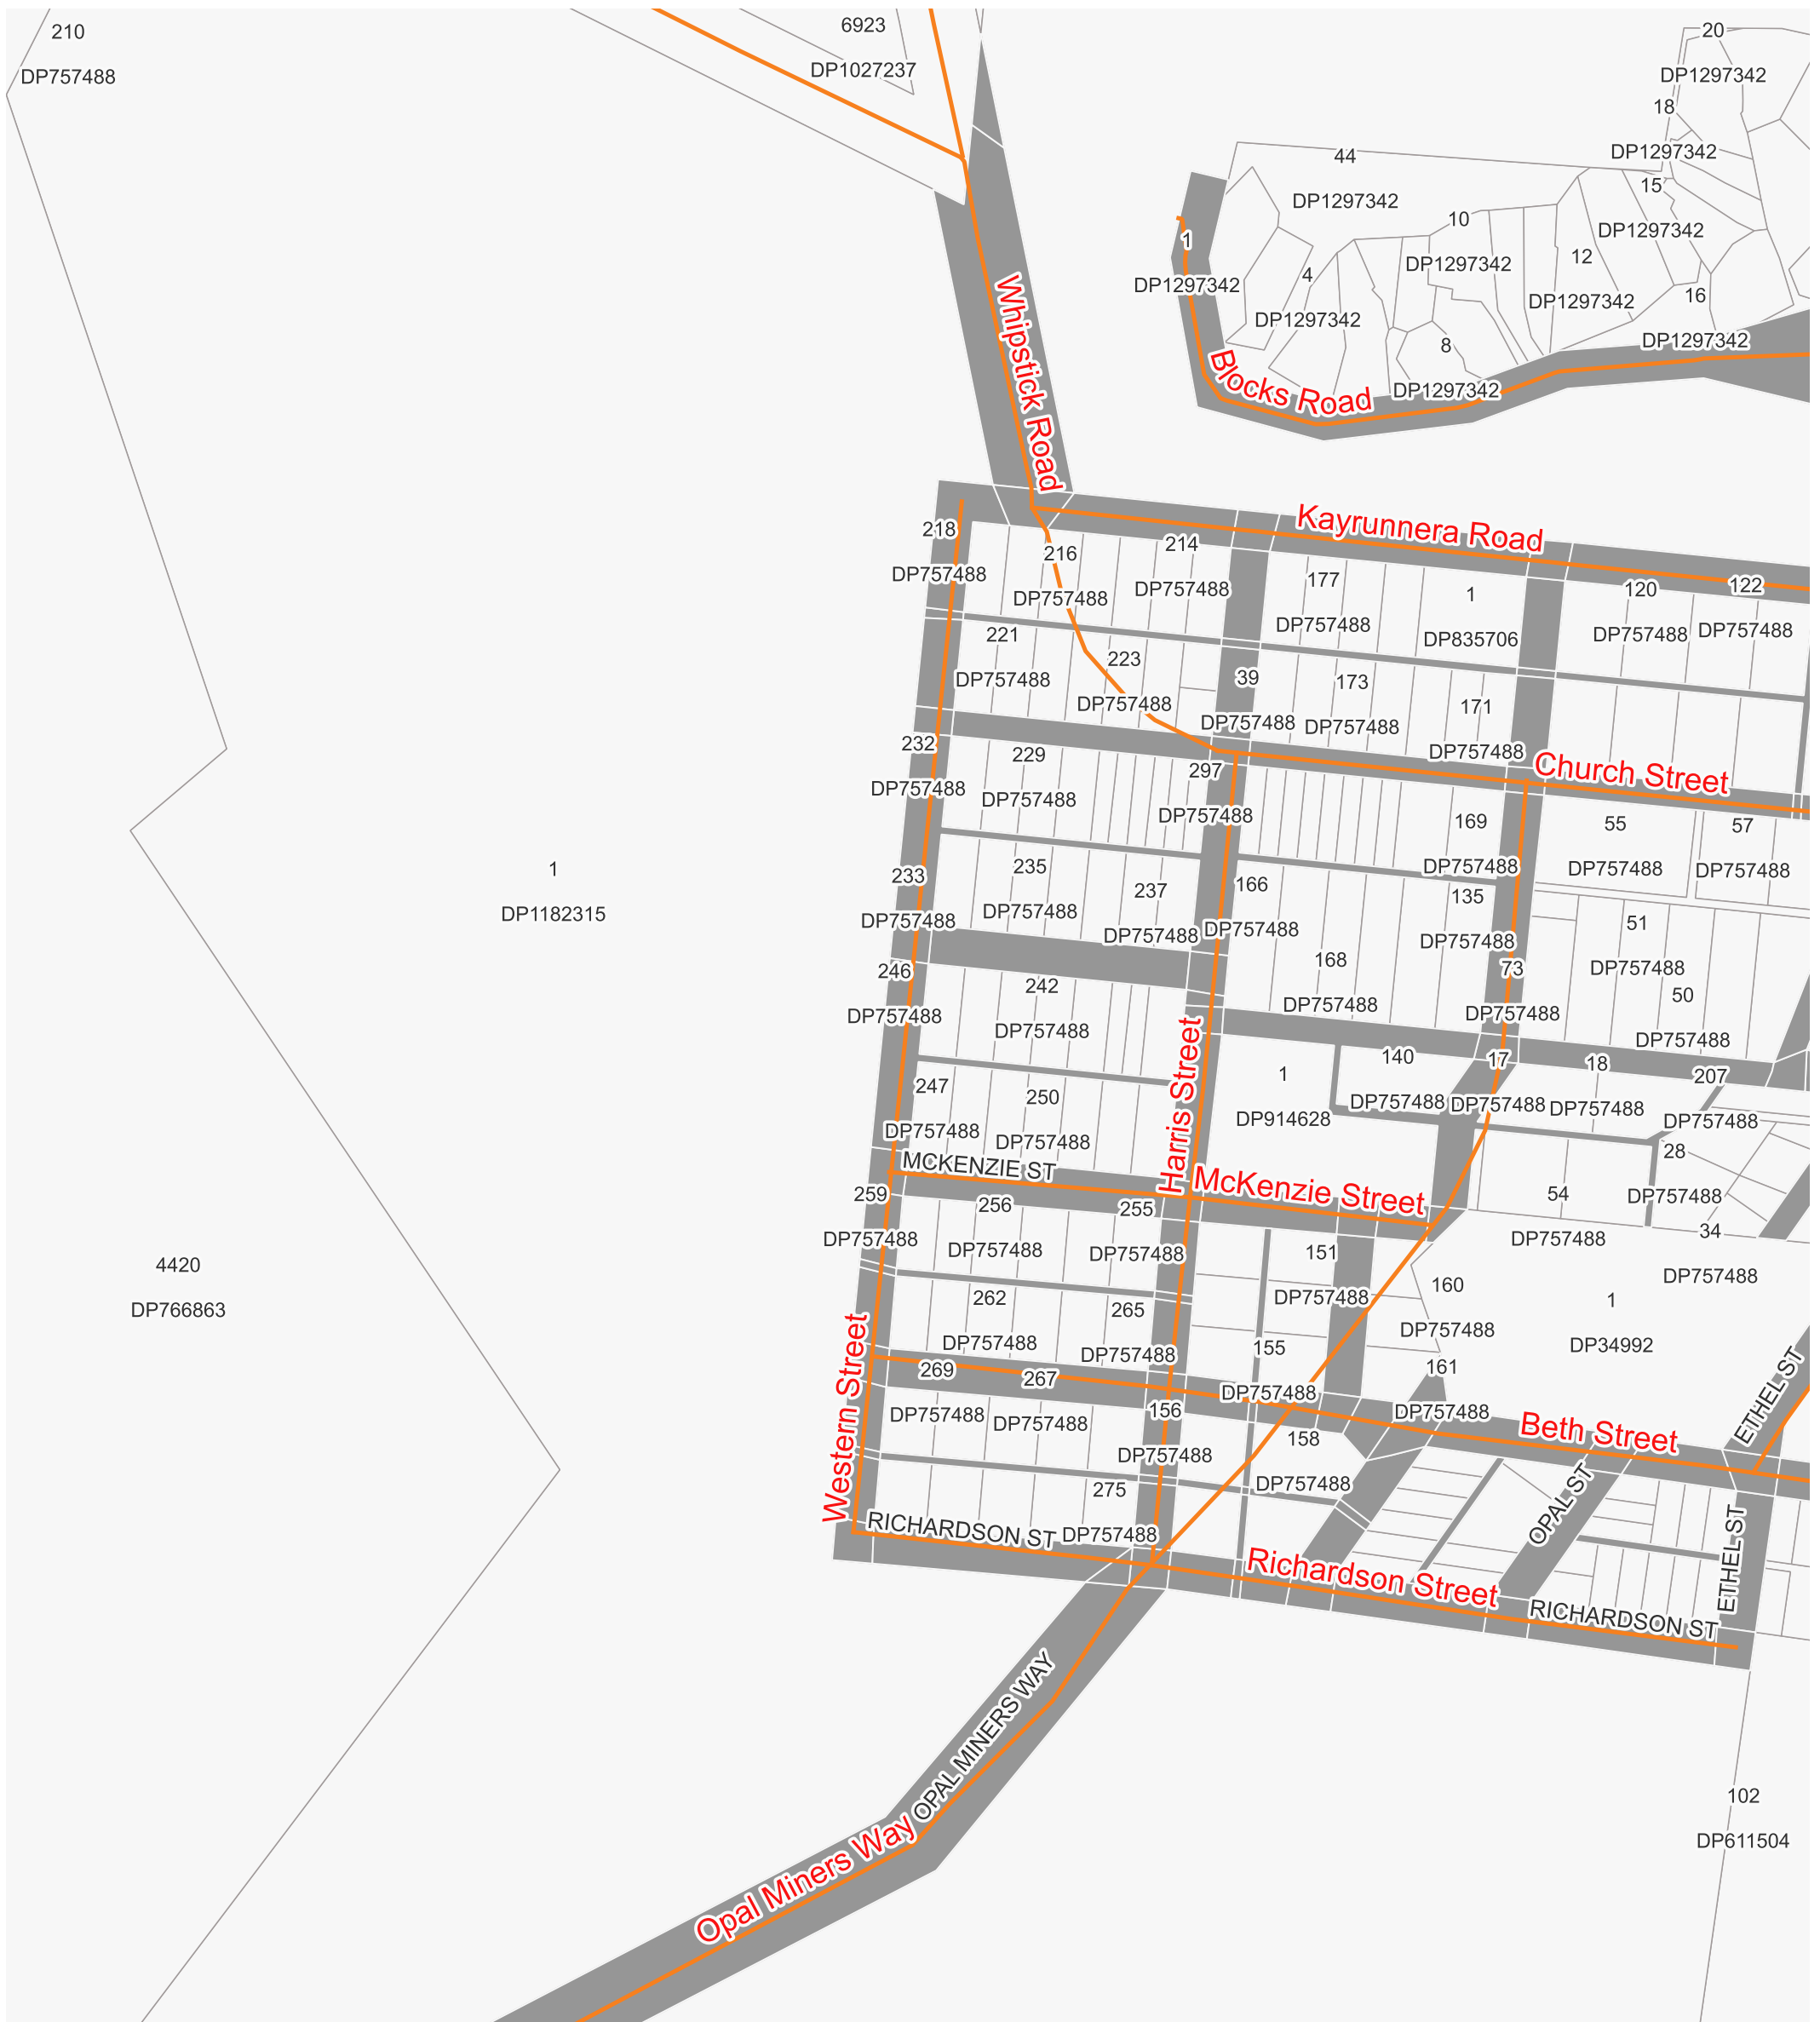 210
DP757488
6923
DP1027237
20
DP1297342
18
DP1297342
44
DP1297342
15
DP1297342
10
DP1297342
12
DP1297342
16
DP1297342
1
DP1297342
4
DP1297342
8
DP1297342
Whipstick Road
Blocks Road
Kayrunnera Road
218
DP757488
216
DP757488
214
DP757488
177
DP757488
1
DP835706
120
DP757488
122
DP757488
221
DP757488
223
DP757488
39
DP757488
173
DP757488
171
DP757488
Church Street
232
DP757488
229
DP757488
297
DP757488
169
DP757488
55
DP757488
57
DP757488
1
DP1182315
233
DP757488
235
DP757488
237
DP757488
166
DP757488
135
DP757488
168
DP757488
73
DP757488
51
DP757488
50
DP757488
246
DP757488
242
DP757488
Harris Street
247
DP757488
250
DP757488
1
DP914628
140
DP757488
17
DP757488
18
DP757488
207
DP757488
28
DP757488
MCKENZIE ST
McKenzie Street
54
DP757488
34
DP757488
259
DP757488
256
DP757488
255
DP757488
151
DP757488
160
DP757488
1
DP34992
4420
DP766863
262
DP757488
265
DP757488
155
DP757488
161
DP757488
Western Street
269
DP757488
267
DP757488
156
DP757488
158
DP757488
Beth Street
ETHEL ST
OPAL ST
ETHEL ST
275
DP757488
RICHARDSON ST
Richardson Street
RICHARDSON ST
OPAL MINERS WAY
Opal Miners Way
102
DP611504